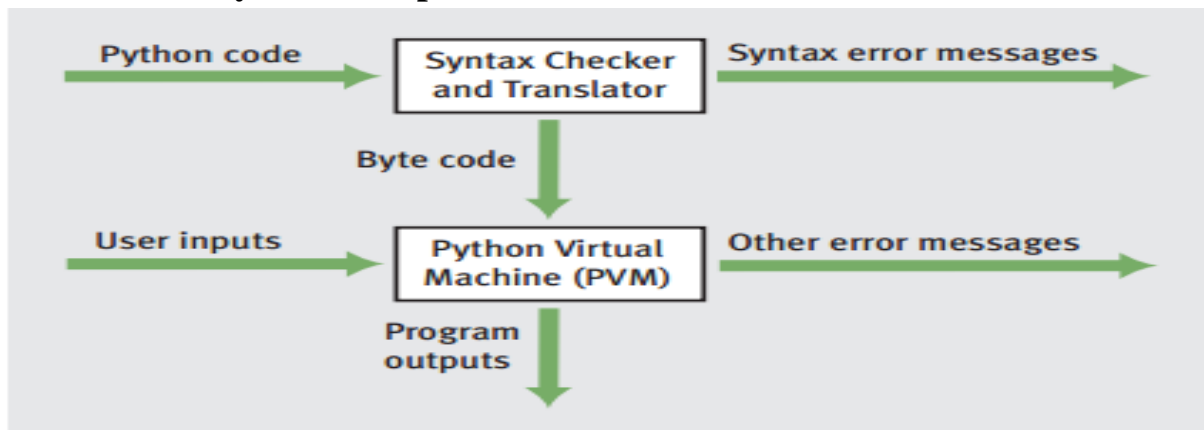 Python code
Syntax Checker
and Translator
Syntax error messages
Byte code
User inputs
Python Virtual
Machine (PVM)
Other error messages
Program
outputs